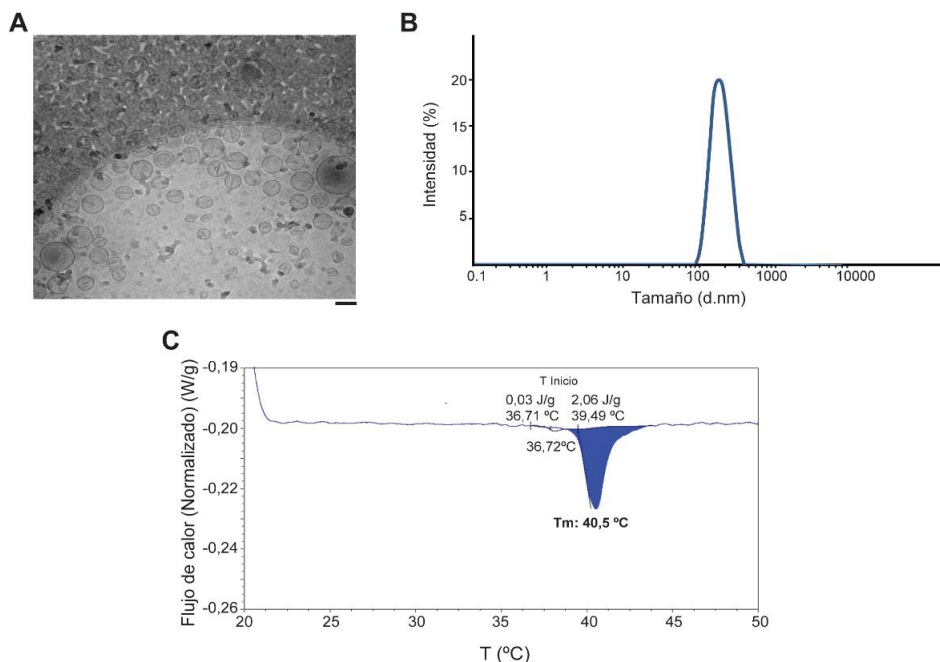 A
B
Intensidad (%)
20
15
10
5
0.1
1
10
100
1000
10000
Tamaño (d.nm)
C
Flujo de calor (Normalizado) (W/g)
-0,19
-0,20
-0,22
-0,24
-0,26
T Inicio
0,03 J/g
2,06 J/g
36,71 ºC
39,49 ºC
36,72ºC
Tm: 40,5 ºC
20
25
30
35
40
45
50
T (ºC)